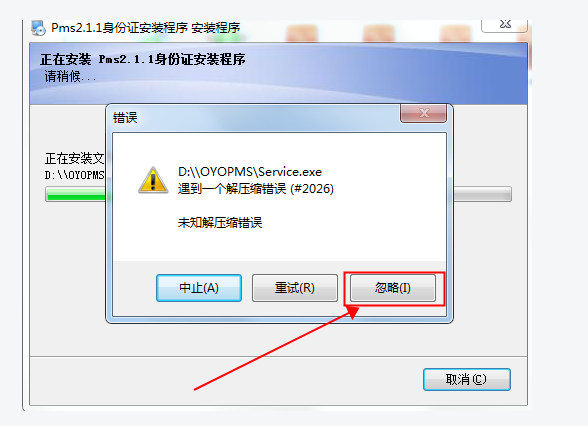 Pms2.1.1身份证安装程序 安装程序
正在安装 Pms2.1.1身份证安装程序
请稍候...
错误
正在安装文
D:\\OYOPMS
D:\\OYOPMS\Service.exe
遇到一个解压缩错误 (#2026)
未知解压缩错误
中止(A)
重试(R)
忽略(I)
取消(C)